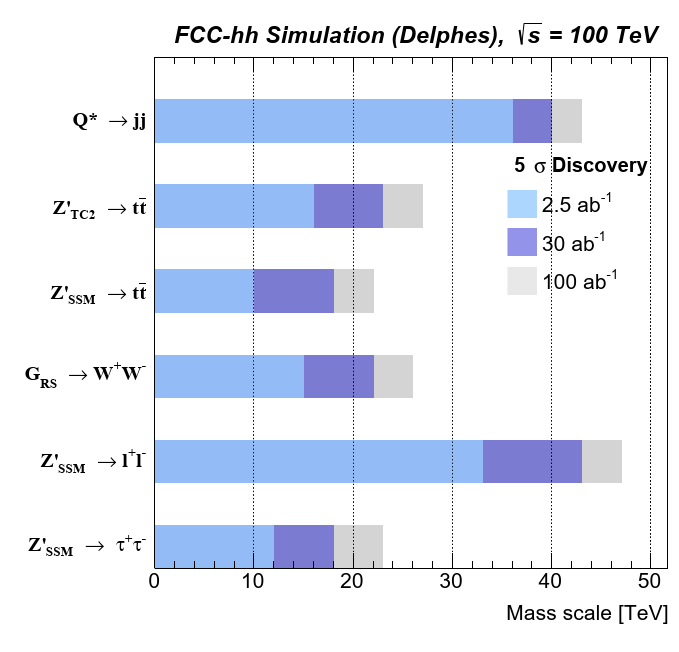 FCC-hh Simulation (Delphes), √s = 100 TeV
Q* → jj
5 σ Discovery
2.5 ab⁻¹
30 ab⁻¹
100 ab⁻¹
Z'TC2 → tt̄
Z'SSM → tt̄
GRS → W⁺W⁻
Z'SSM → l⁺l⁻
Z'SSM → τ⁺τ⁻
0 10 20 30 40 50
Mass scale [TeV]